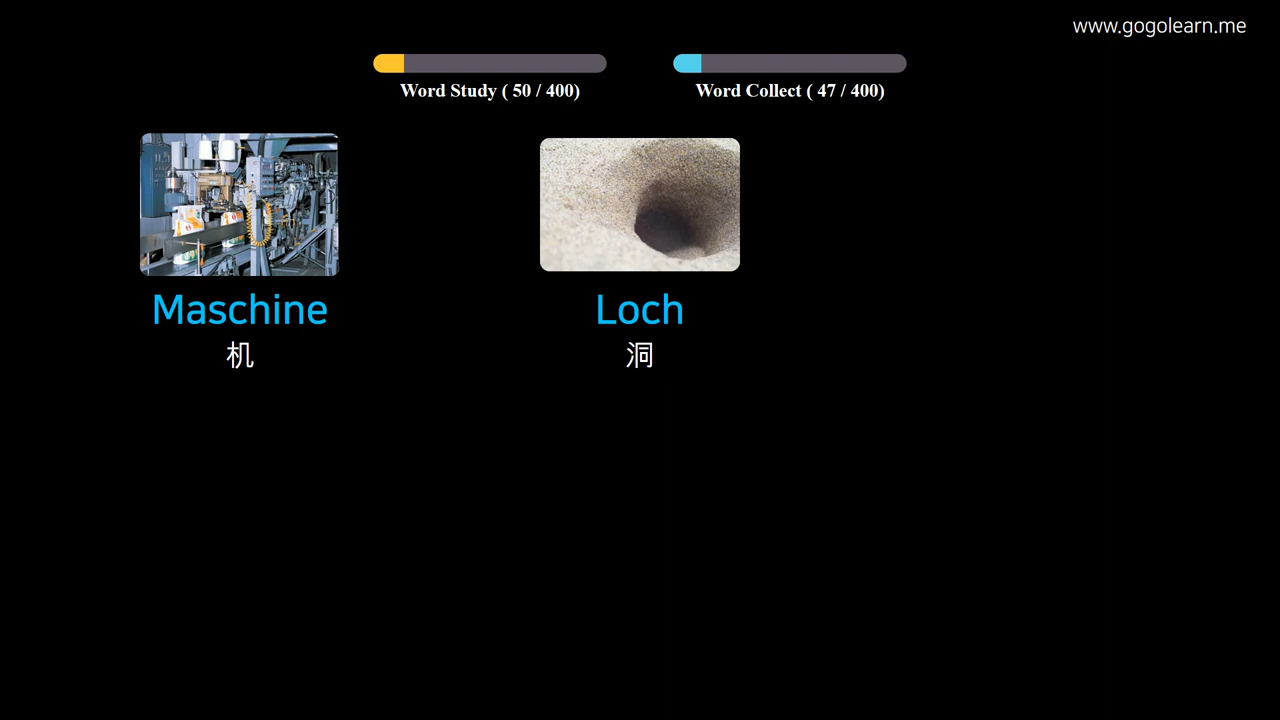 www.gogolearn.me
Word Study ( 50 / 400)
Word Collect ( 47 / 400)
Maschine
机
Loch
洞